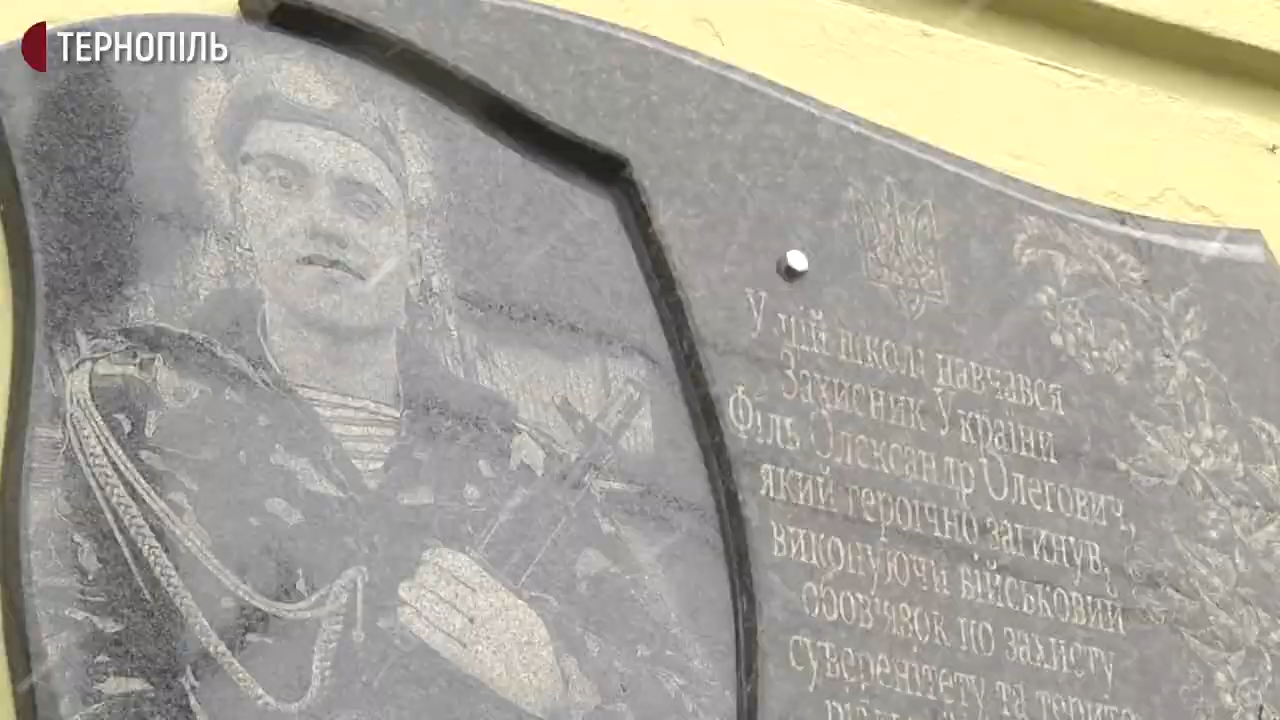 ТЕРНОПІЛЬ
У цій школі навчався
Захисник України
Філь Олександр Олегович,
який героїчно загинув,
виконуючи військовий
обов'язок по захисту
суверенітету та терито